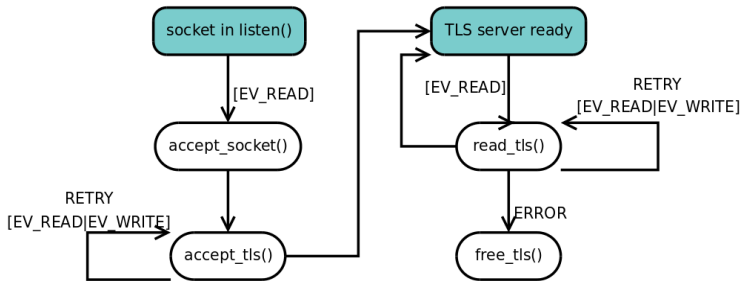 socket in listen()
TLS server ready
[EV_READ]
[EV_READ]
RETRY
[EV_READ|EV_WRITE]
accept_socket()
read_tls()
RETRY
[EV_READ|EV_WRITE]
ERROR
accept_tls()
free_tls()